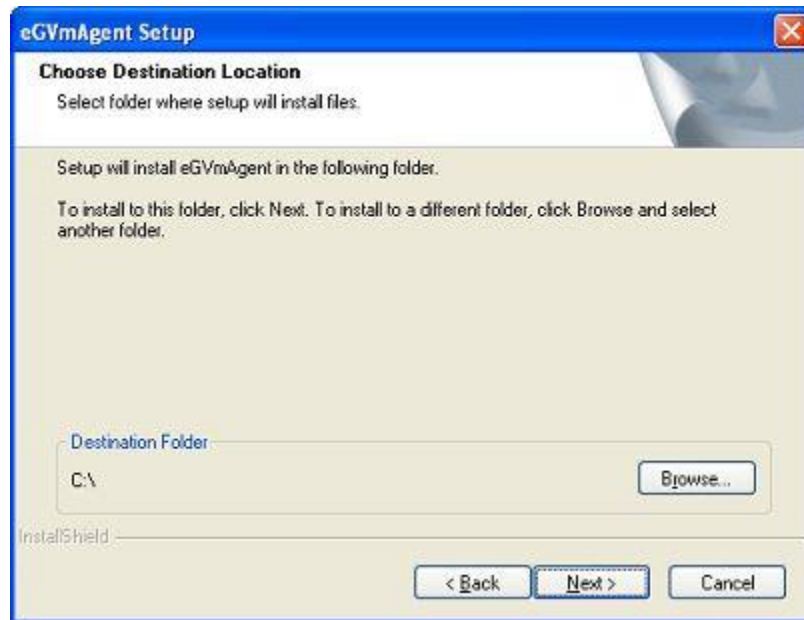 eGVmAgent Setup
Choose Destination Location
Select folder where setup will install files.
Setup will install eGVmAgent in the following folder.
To install to this folder, click Next. To install to a different folder, click Browse and select
another folder.
Destination Folder
C:\
Browse...
InstallShield
< Back
Next >
Cancel